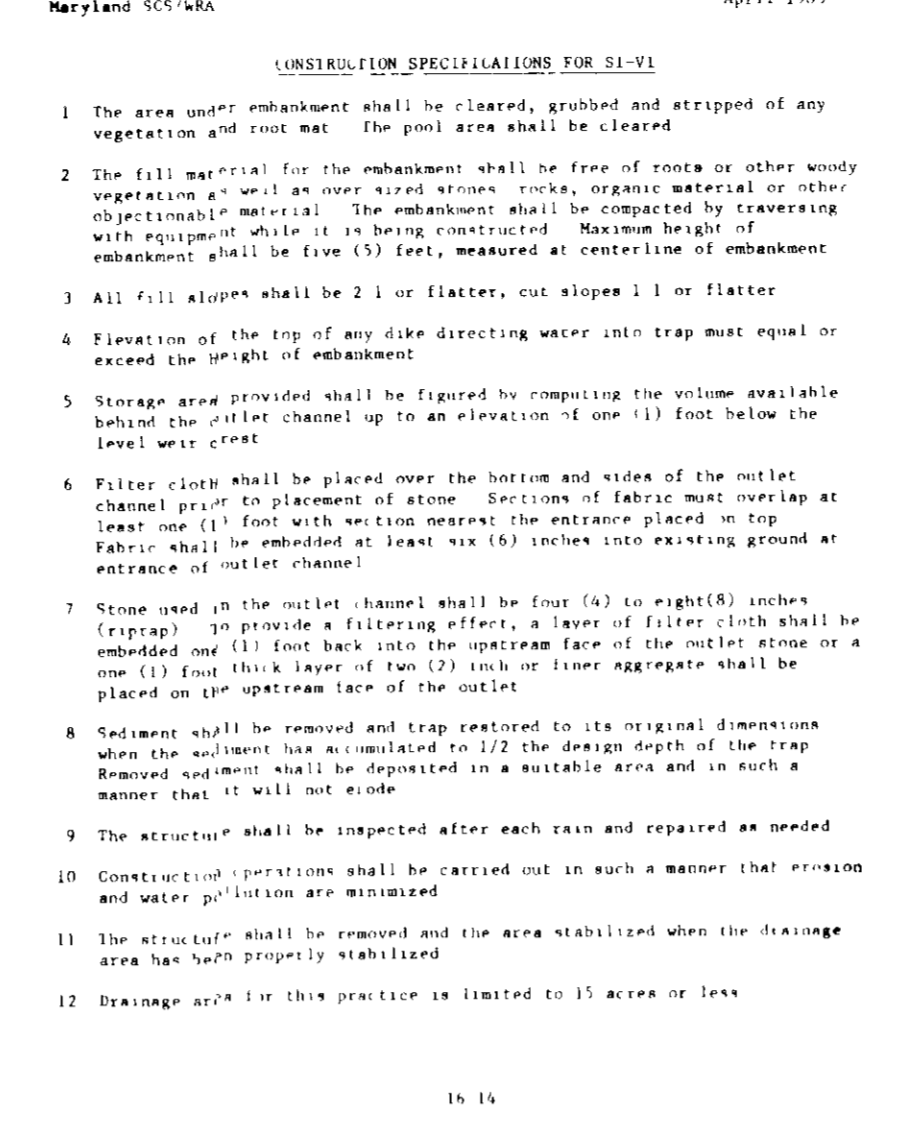 Maryland SCS/WRA
CONSTRUCTION SPECIFICATIONS FOR ST-VI
1 The area under embankment shall be cleared, grubbed and stripped of any
vegetation and root mat The pool area shall be cleared
2 The fill material for the embankment shall be free of roots or other woody
vegetation as well as over sized stones rocks, organic material or other
objectionable material The embankment shall be compacted by traversing
with equipment while it is being constructed Maximum height of
embankment shall be five (5) feet, measured at centerline of embankment
3 All fill slopes shall be 2 1 or flatter, cut slopes 1 1 or flatter
4 Elevation of the top of any dike directing water into trap must equal or
exceed the Height of embankment
5 Storage area provided shall be figured by computing the volume available
behind the outlet channel up to an elevation of one (1) foot below the
level weir crest
6 Filter cloth shall be placed over the bottom and sides of the outlet
channel prior to placement of stone Sections of fabric must overlap at
least one (1) foot with section nearest the entrance placed on top
Fabric shall be embedded at least six (6) inches into existing ground at
entrance of outlet channel
7 Stone used in the outlet channel shall be four (4) to eight(8) inches
(riprap) To provide a filtering effect, a layer of filter cloth shall be
embedded one (1) foot back into the upstream face of the outlet stone or a
one (1) foot thick layer of two (2) inch or finer aggregate shall be
placed on the upstream face of the outlet
8 Sediment shall be removed and trap restored to its original dimensions
when the sediment has accumulated to 1/2 the design depth of the trap
Removed sediment shall be deposited in a suitable area and in such a
manner that it will not erode
9 The structure shall be inspected after each rain and repaired as needed
10 Construction operations shall be carried out in such a manner that erosion
and water pollution are minimized
11 The structure shall be removed and the area stabilized when the drainage
area has been properly stabilized
12 Drainage area for this practice is limited to 15 acres or less
16 14